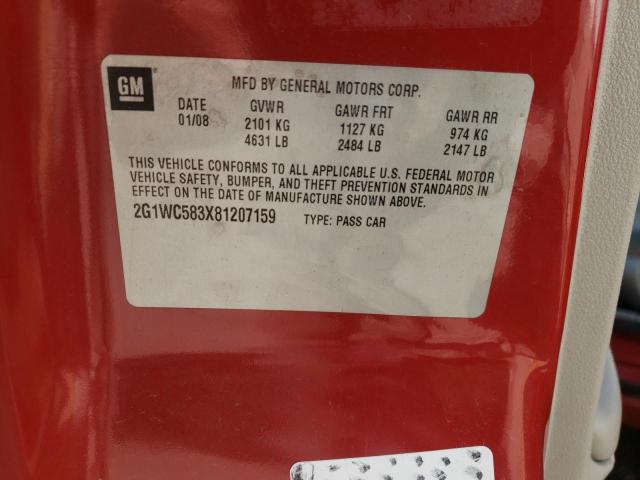 GM
MFD BY GENERAL MOTORS CORP.
DATE GVWR GAWR FRT GAWR RR
01/08 2101 KG 1127 KG 974 KG
4631 LB 2484 LB 2147 LB
THIS VEHICLE CONFORMS TO ALL APPLICABLE U.S. FEDERAL MOTOR
VEHICLE SAFETY, BUMPER, AND THEFT PREVENTION STANDARDS IN
EFFECT ON THE DATE OF MANUFACTURE SHOWN ABOVE.
2G1WC583X81207159 TYPE: PASS CAR